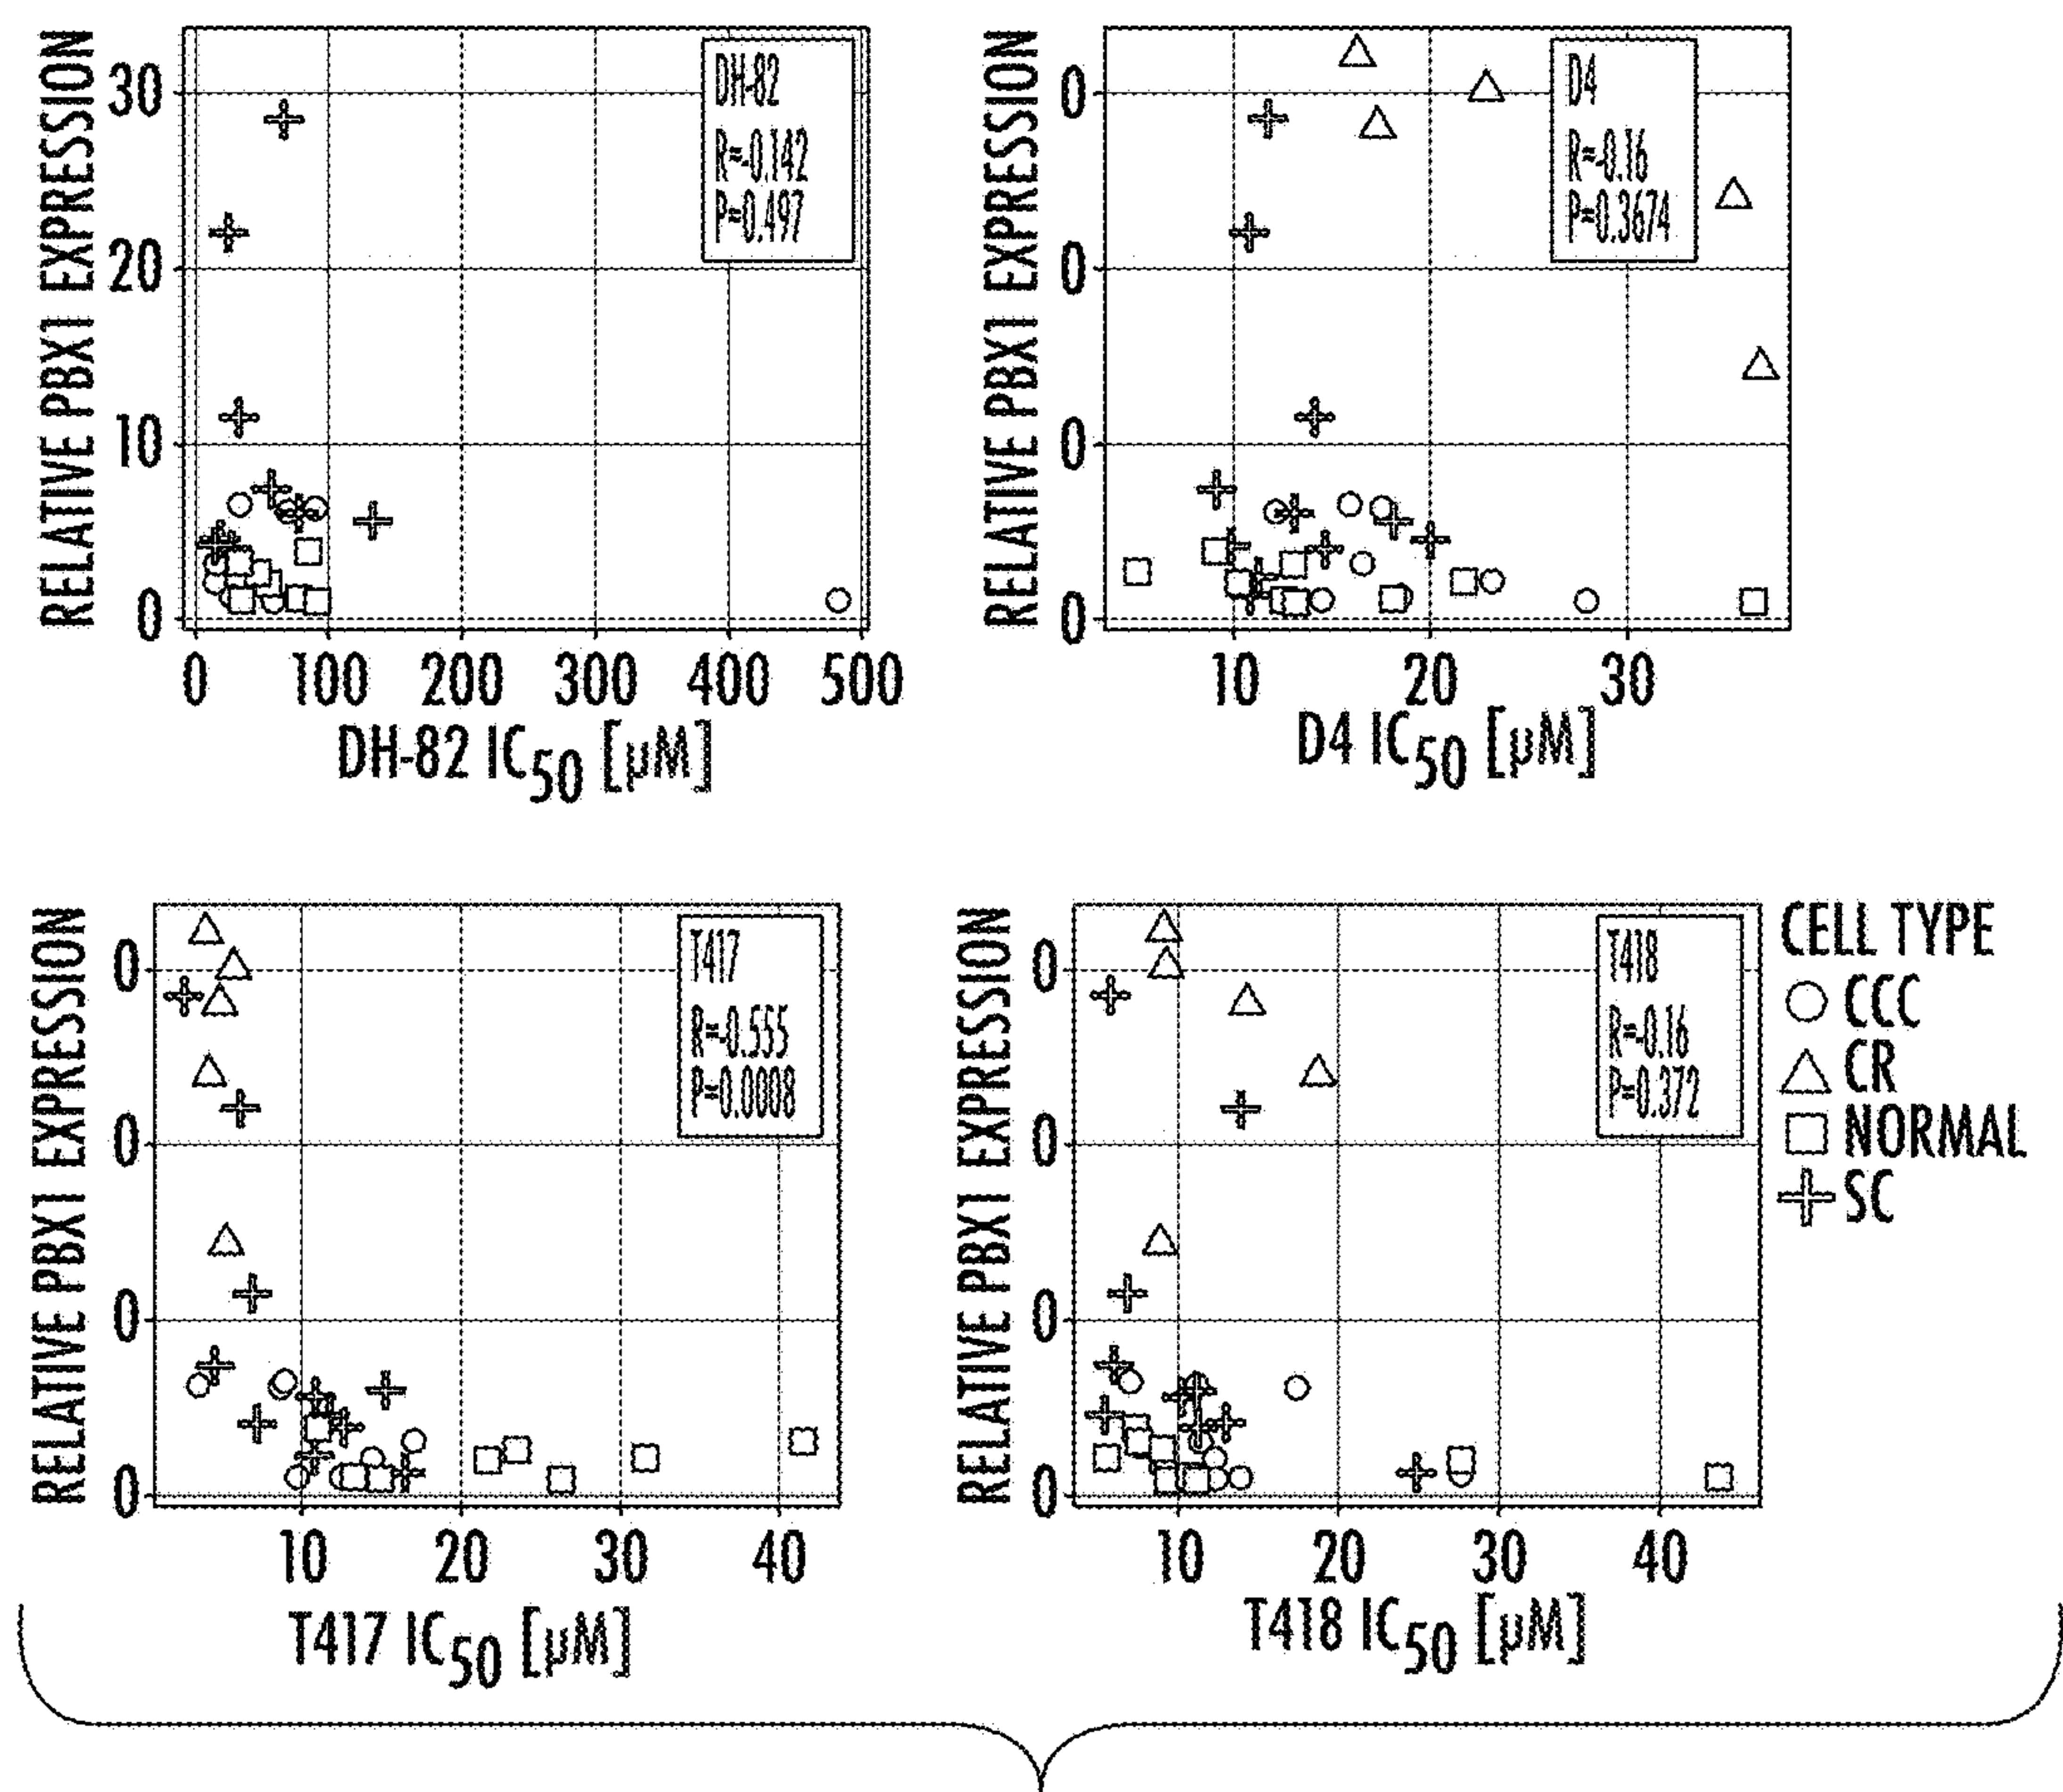 RELATIVE PBX1 EXPRESSION
30
20
10
0
DH-82
R=-0.142
P=0.497
0 100 200 300 400 500
DH-82 IC50 [µM]
RELATIVE PBX1 EXPRESSION
0
0
0
0
D4
R=-0.16
P=0.3674
10 20 30
D4 IC50 [µM]
RELATIVE PBX1 EXPRESSION
0
0
0
0
T417
R=-0.555
P=0.0008
10 20 30 40
T417 IC50 [µM]
RELATIVE PBX1 EXPRESSION
0
0
0
0
T418
R=-0.16
P=0.372
10 20 30 40
T418 IC50 [µM]
CELL TYPE
CCC
CR
NORMAL
SC